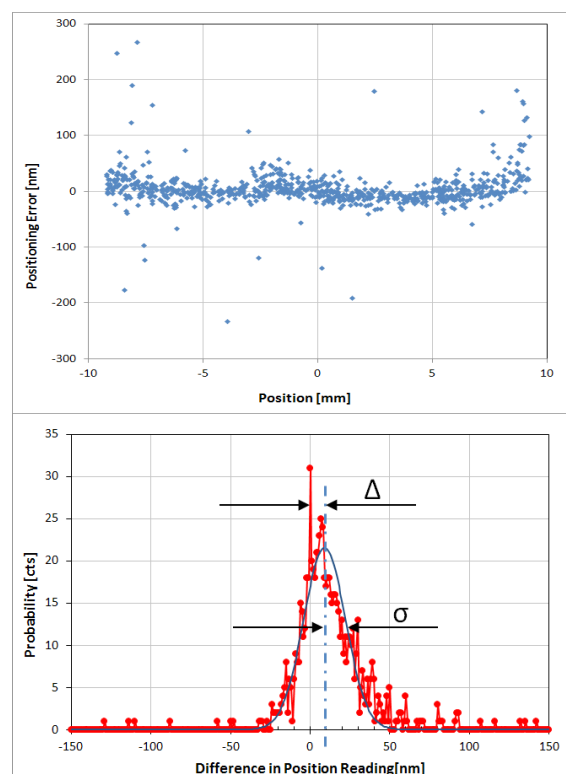 300
200
100
0
-100
-200
-300
-10 -5 0 5 10
Positioning Error [nm]
Position [mm]
35
30
25
20
15
10
5
0
-150 -100 -50 0 50 100 150
Probability [cts]
Δ
σ
Difference in Position Reading[nm]